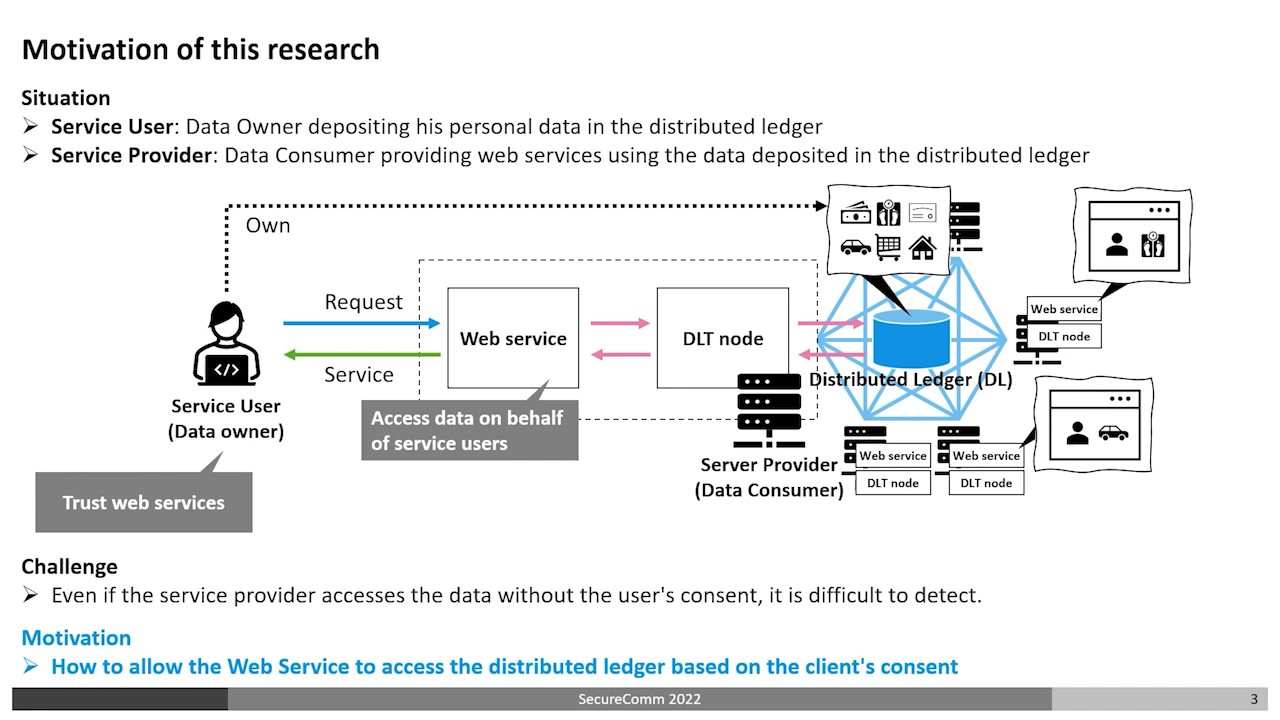 Motivation of this research
Situation
Service User: Data Owner depositing his personal data in the distributed ledger
Service Provider: Data Consumer providing web services using the data deposited in the distributed ledger
Own
Request
Service
Web service
DLT node
Distributed Ledger (DL)
Web service
DLT node
Service User
(Data owner)
Access data on behalf
of service users
Trust web services
Server Provider
(Data Consumer)
Web service
DLT node
Web service
DLT node
Challenge
Even if the service provider accesses the data without the user's consent, it is difficult to detect.
Motivation
How to allow the Web Service to access the distributed ledger based on the client's consent
SecureComm 2022
3